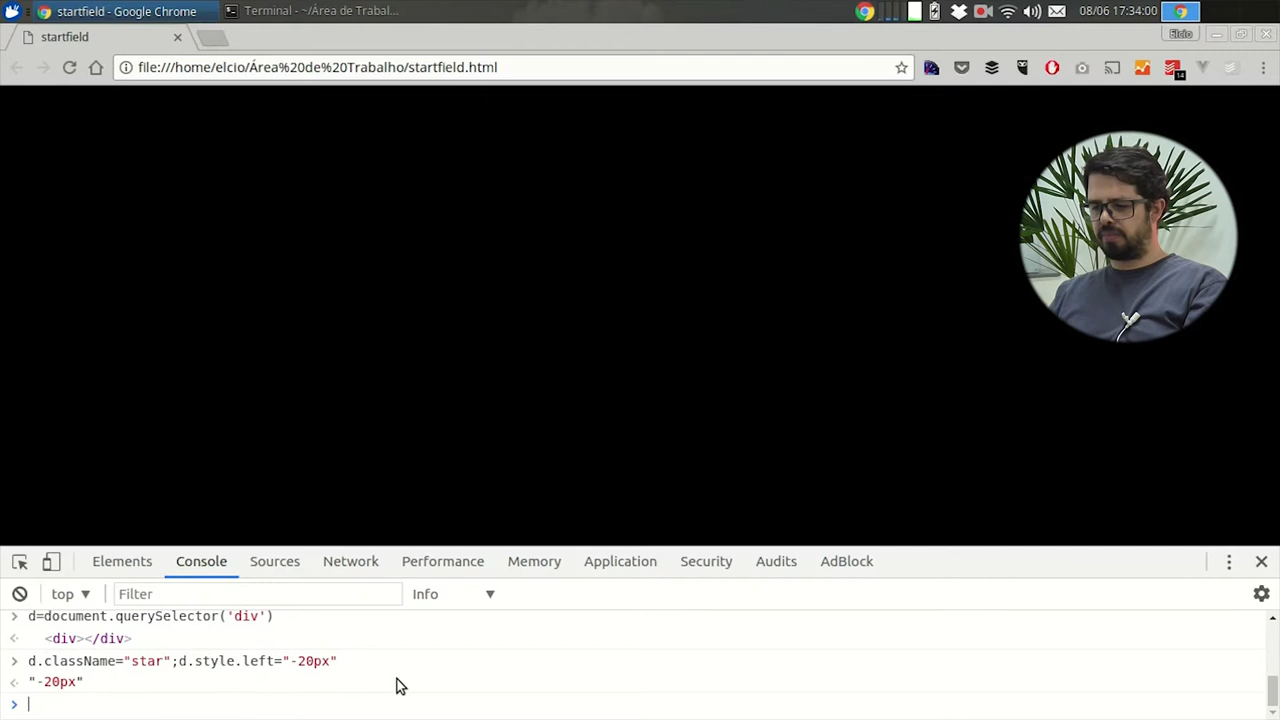 startfield - Google Chrome
Terminal - ~/Área de Trabal...
08/06 17:34:00
startfield
Elcio
file:///home/elcio/Área%20de%20Trabalho/startfield.html
14
Elements
Console
Sources
Network
Performance
Memory
Application
Security
Audits
AdBlock
top
Filter
Info
d=document.querySelector('div')
<div></div>
d.className="star";d.style.left="-20px"
"-20px"